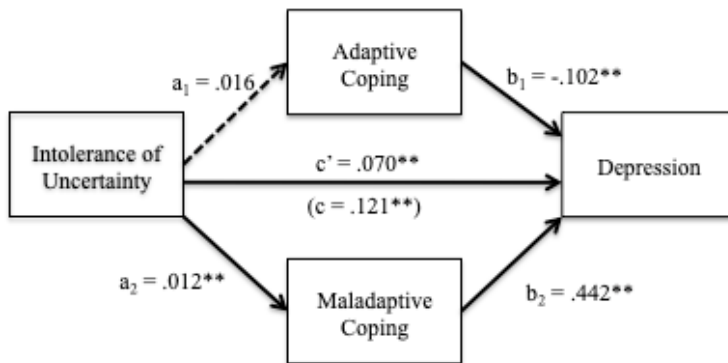 Adaptive
Coping
a₁ = .016
b₁ = -.102**
Intolerance of
Uncertainty
c’ = .070**
(c = .121**)
Depression
a₂ = .012**
Maladaptive
Coping
b₂ = .442**